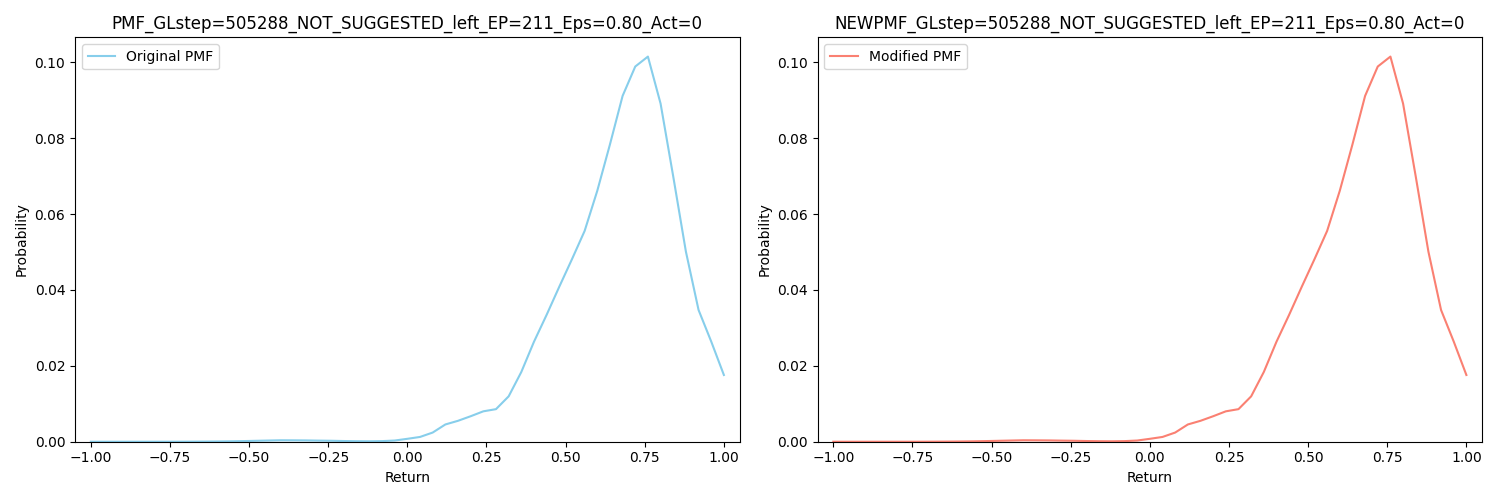 PMF_GLstep=505288_NOT_SUGGESTED_left_EP=211_Eps=0.80_Act=0
Original PMF
0.10
0.08
0.06
0.04
0.02
0.00
Probability
−1.00 −0.75 −0.50 −0.25 0.00 0.25 0.50 0.75 1.00
Return
NEWPMF_GLstep=505288_NOT_SUGGESTED_left_EP=211_Eps=0.80_Act=0
Modified PMF
0.10
0.08
0.06
0.04
0.02
0.00
Probability
−1.00 −0.75 −0.50 −0.25 0.00 0.25 0.50 0.75 1.00
Return